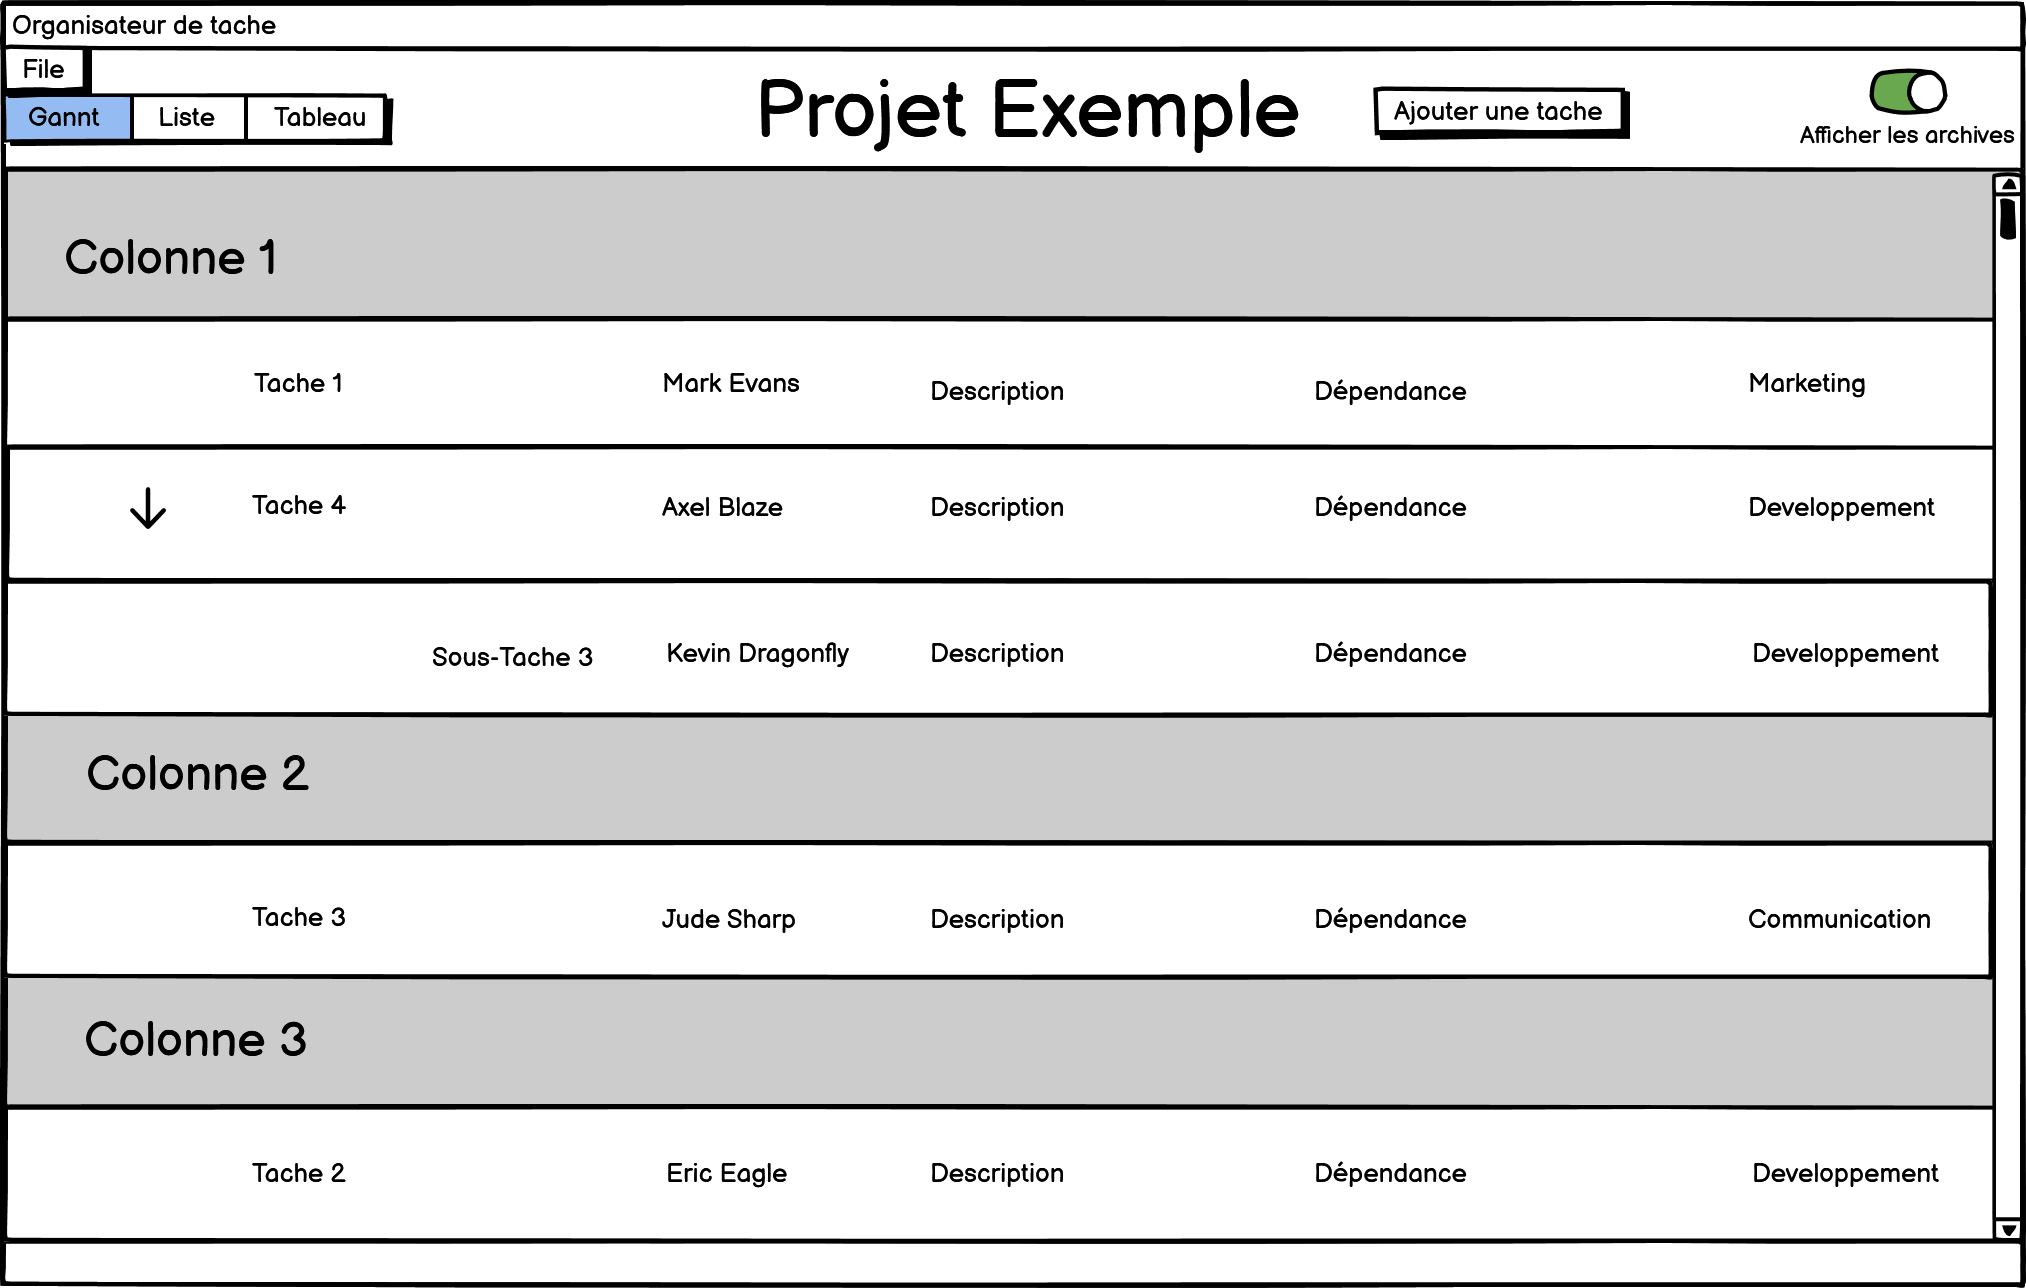 Organisateur de tache
File
Gannt Liste Tableau
Projet Exemple
Ajouter une tache
Afficher les archives
Colonne 1
Tache 1 Mark Evans Description Dépendance Marketing
Tache 4 Axel Blaze Description Dépendance Developpement
Sous-Tache 3 Kevin Dragonfly Description Dépendance Developpement
Colonne 2
Tache 3 Jude Sharp Description Dépendance Communication
Colonne 3
Tache 2 Eric Eagle Description Dépendance Developpement